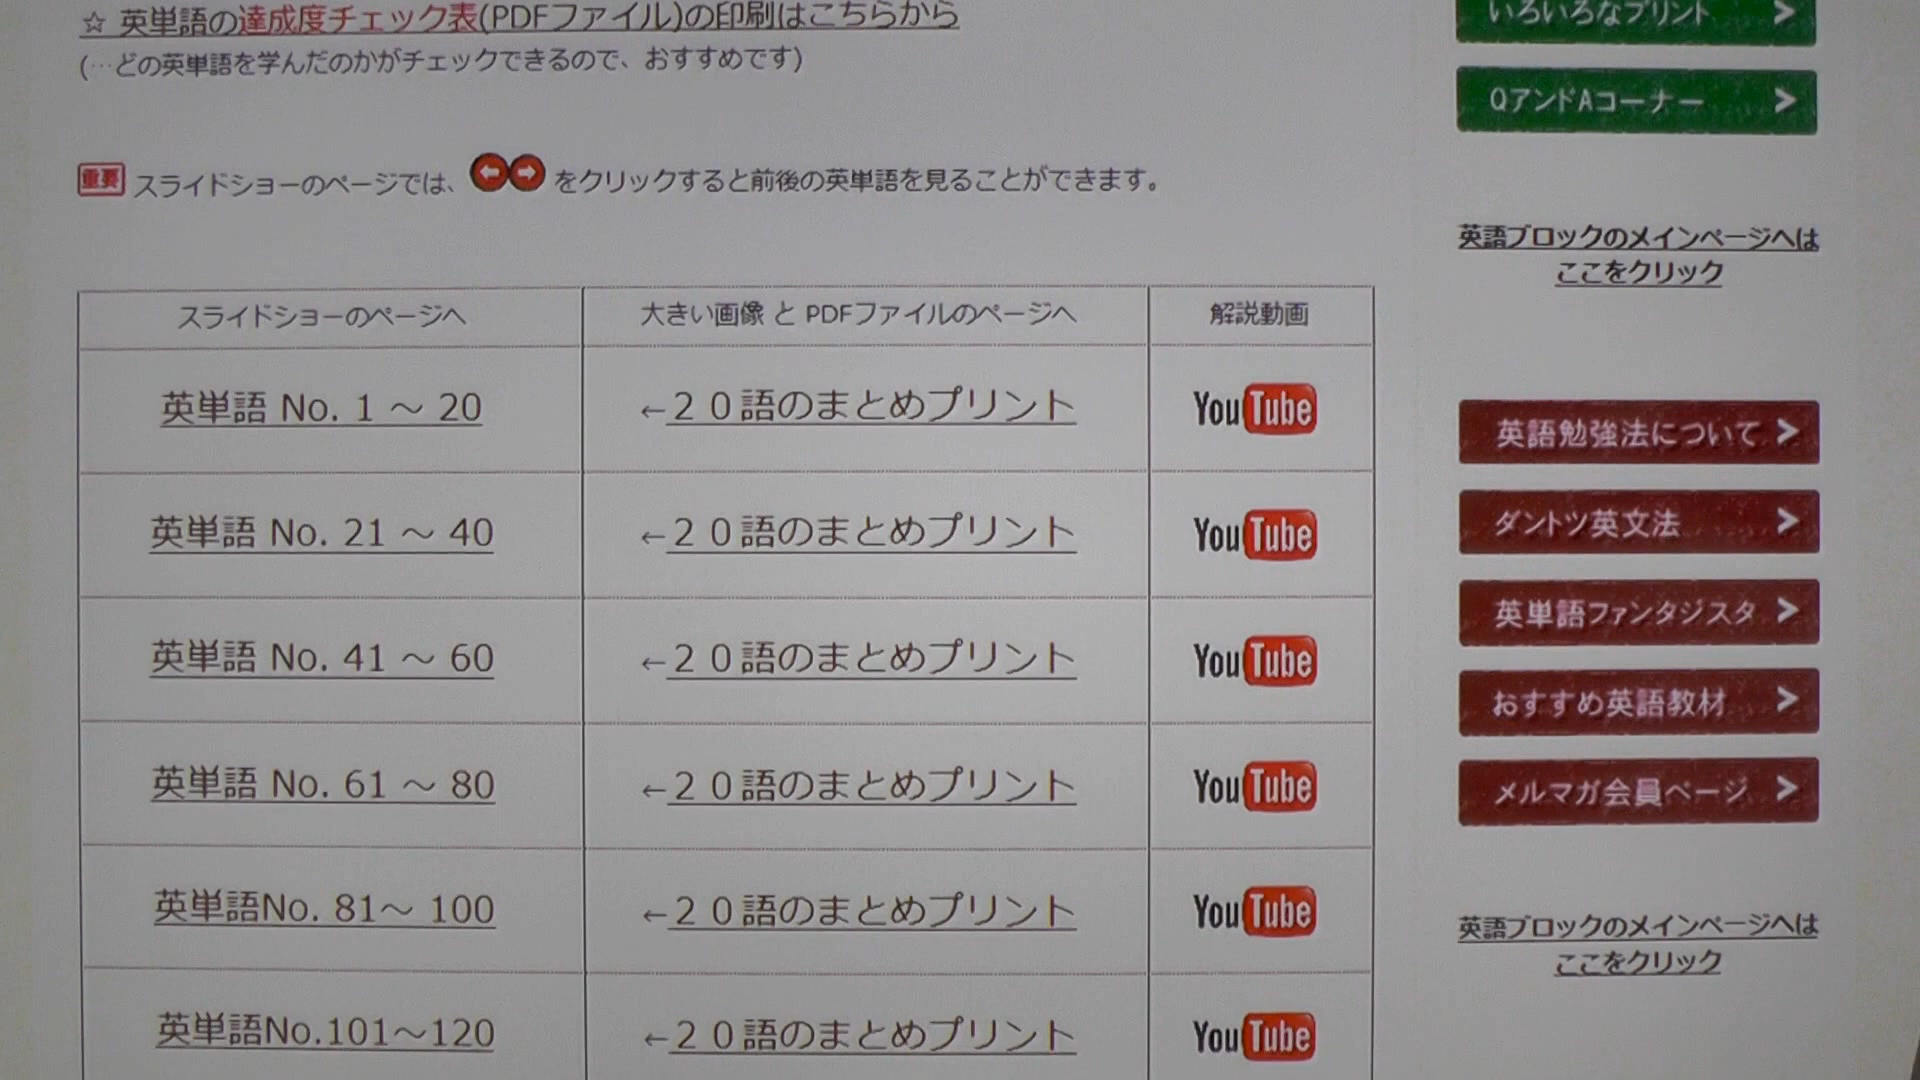 ☆ 英単語の達成度チェック表(PDFファイル)の印刷はこちらから
(…どの英単語を学んだのかがチェックできるので、おすすめです)
重要 スライドショーのページでは、 をクリックすると前後の英単語を見ることができます。
スライドショーのページへ 大きい画像 と PDFファイルのページへ 解説動画
英単語 No. 1 ～ 20 ←２０語のまとめプリント YouTube
英単語 No. 21 ～ 40 ←２０語のまとめプリント YouTube
英単語 No. 41 ～ 60 ←２０語のまとめプリント YouTube
英単語 No. 61 ～ 80 ←２０語のまとめプリント YouTube
英単語No. 81～ 100 ←２０語のまとめプリント YouTube
英単語No.101～120 ←２０語のまとめプリント YouTube
いろいろなプリント
QアンドAコーナー
英語ブロックのメインページへは
ここをクリック
英語勉強法について
ダントツ英文法
英単語ファンタジスタ
おすすめ英語教材
メルマガ会員ページ
英語ブロックのメインページへは
ここをクリック